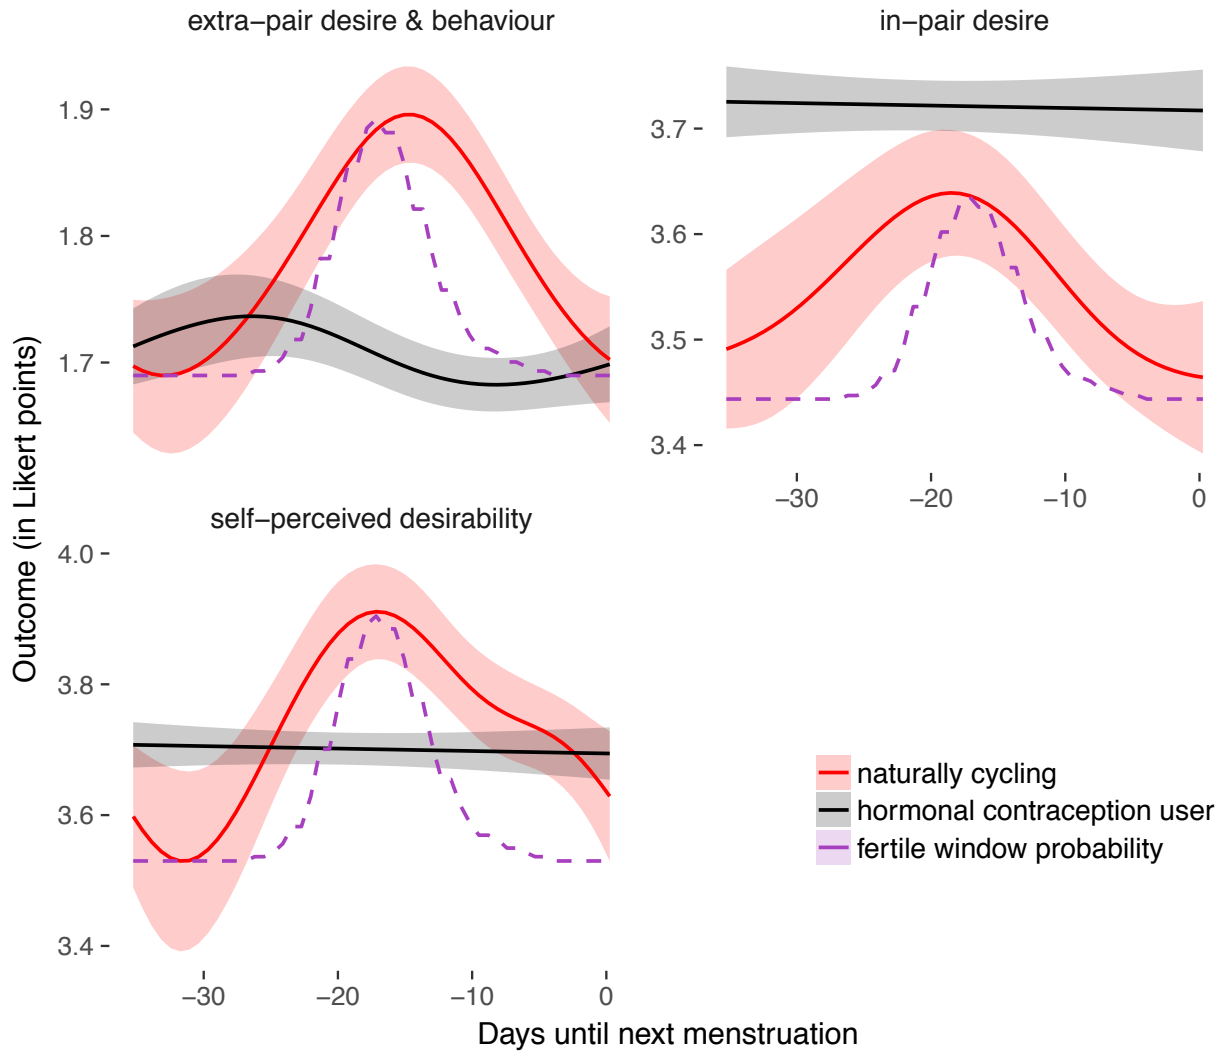 extra−pair desire & behaviour
in−pair desire
1.9
1.8
1.7
3.7
3.6
3.5
3.4
−30 −20 −10 0
self−perceived desirability
4.0
3.8
3.6
3.4
−30 −20 −10 0
Outcome (in Likert points)
Days until next menstruation
naturally cycling
hormonal contraception user
fertile window probability